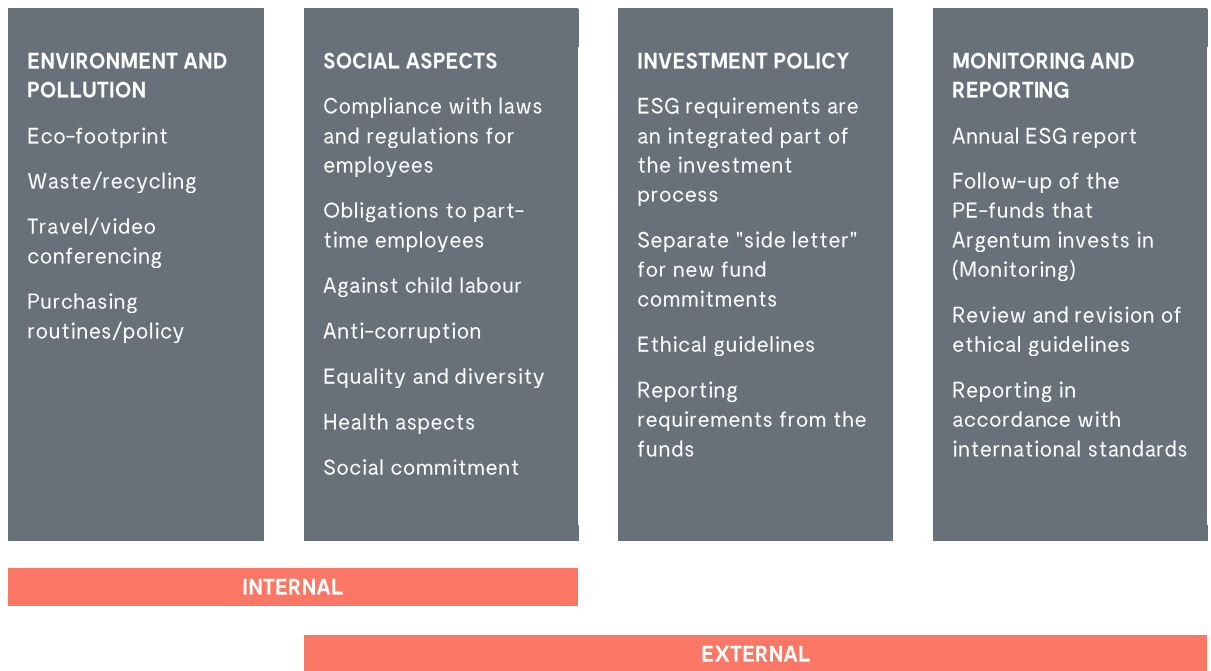 ENVIRONMENT AND
POLLUTION
Eco-footprint
Waste/recycling
Travel/video
conferencing
Purchasing
routines/policy
SOCIAL ASPECTS
Compliance with laws
and regulations for
employees
Obligations to part-
time employees
Against child labour
Anti-corruption
Equality and diversity
Health aspects
Social commitment
INVESTMENT POLICY
ESG requirements are
an integrated part of
the investment
process
Separate "side letter"
for new fund
commitments
Ethical guidelines
Reporting
requirements from the
funds
MONITORING AND
REPORTING
Annual ESG report
Follow-up of the
PE-funds that
Argentum invests in
(Monitoring)
Review and revision of
ethical guidelines
Reporting in
accordance with
international standards
INTERNAL
EXTERNAL